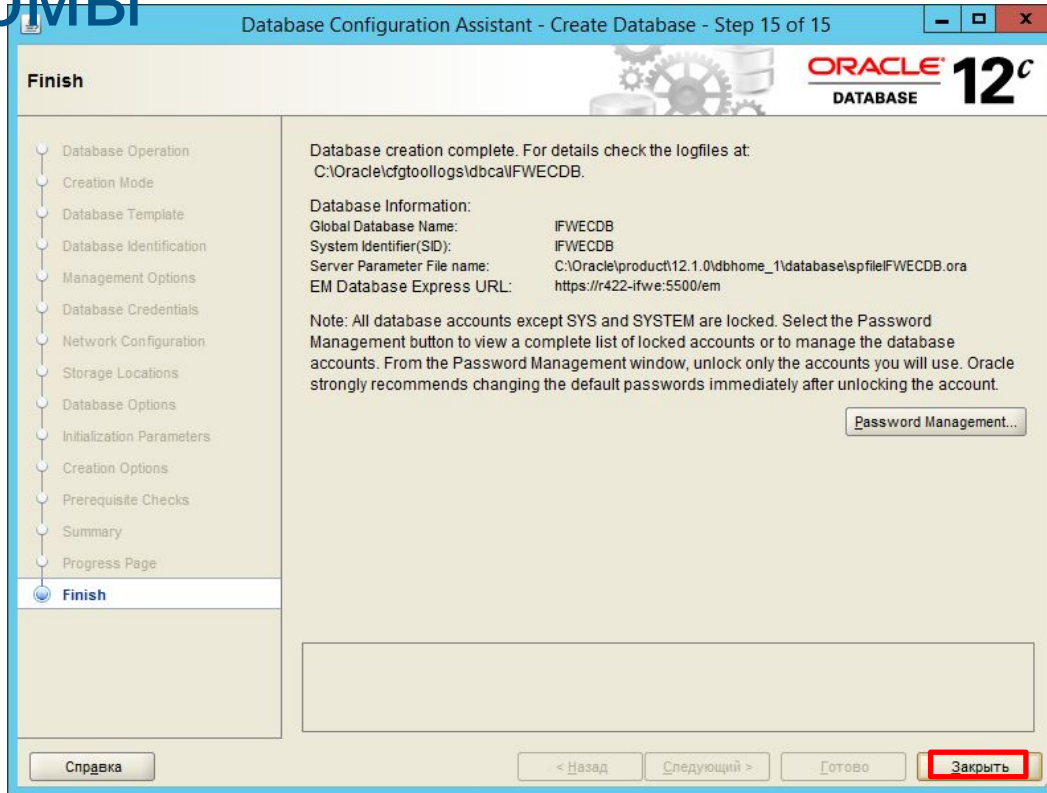 Database Configuration Assistant - Create Database - Step 15 of 15
Finish
ORACLE
DATABASE
12c
Database Operation
Creation Mode
Database Template
Database Identification
Management Options
Database Credentials
Network Configuration
Storage Locations
Database Options
Initialization Parameters
Creation Options
Prerequisite Checks
Summary
Progress Page
Finish
Database creation complete. For details check the logfiles at:
C:\Oracle\cfgtoollogs\dbca\IFWECDB.
Database Information:
Global Database Name: IFWECDB
System Identifier(SID): IFWECDB
Server Parameter File name: C:\Oracle\product\12.1.0\dbhome_1\database\spfileIFWECDB.ora
EM Database Express URL: https://r422-ifwe:5500/em
Note: All database accounts except SYS and SYSTEM are locked. Select the Password
Management button to view a complete list of locked accounts or to manage the database
accounts. From the Password Management window, unlock only the accounts you will use. Oracle
strongly recommends changing the default passwords immediately after unlocking the account.
Password Management...
Справка
< Назад
Следующий >
Готово
Закрыть